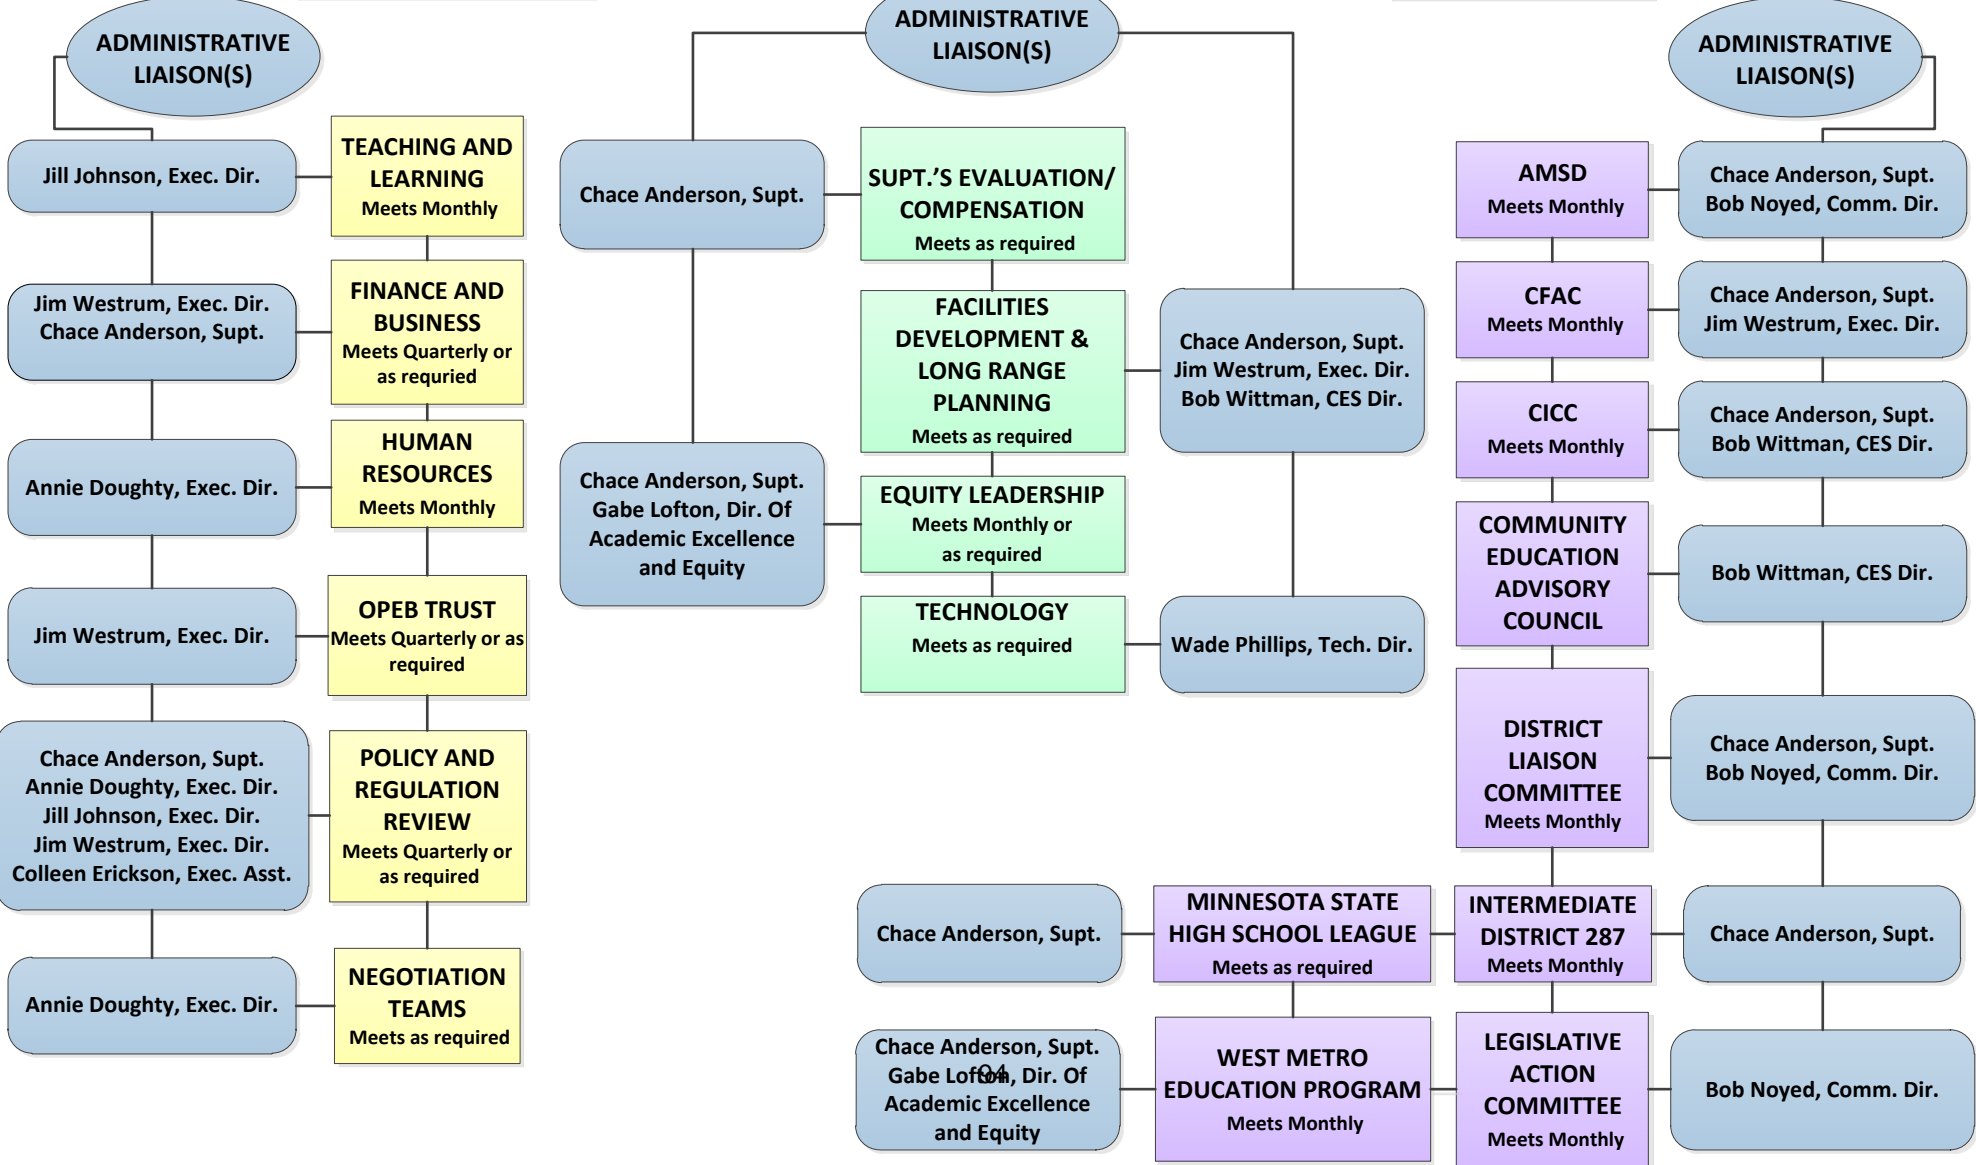 ADMINISTRATIVE
LIAISON(S)
Jill Johnson, Exec. Dir.
TEACHING AND
LEARNING
Meets Monthly
Jim Westrum, Exec. Dir.
Chace Anderson, Supt.
FINANCE AND
BUSINESS
Meets Quarterly or
as requried
Annie Doughty, Exec. Dir.
HUMAN
RESOURCES
Meets Monthly
Jim Westrum, Exec. Dir.
OPEB TRUST
Meets Quarterly or as
required
Chace Anderson, Supt.
Annie Doughty, Exec. Dir.
Jill Johnson, Exec. Dir.
Jim Westrum, Exec. Dir.
Colleen Erickson, Exec. Asst.
POLICY AND
REGULATION
REVIEW
Meets Quarterly or
as required
Annie Doughty, Exec. Dir.
NEGOTIATION
TEAMS
Meets as required
ADMINISTRATIVE
LIAISON(S)
Chace Anderson, Supt.
SUPT.’S EVALUATION/
COMPENSATION
Meets as required
FACILITIES
DEVELOPMENT &
LONG RANGE
PLANNING
Meets as required
Chace Anderson, Supt.
Jim Westrum, Exec. Dir.
Bob Wittman, CES Dir.
Chace Anderson, Supt.
Gabe Lofton, Dir. Of
Academic Excellence
and Equity
EQUITY LEADERSHIP
Meets Monthly or
as required
TECHNOLOGY
Meets as required
Wade Phillips, Tech. Dir.
ADMINISTRATIVE
LIAISON(S)
AMSD
Meets Monthly
Chace Anderson, Supt.
Bob Noyed, Comm. Dir.
CFAC
Meets Monthly
Chace Anderson, Supt.
Jim Westrum, Exec. Dir.
CICC
Meets Monthly
Chace Anderson, Supt.
Bob Wittman, CES Dir.
COMMUNITY
EDUCATION
ADVISORY
COUNCIL
Bob Wittman, CES Dir.
DISTRICT
LIAISON
COMMITTEE
Meets Monthly
Chace Anderson, Supt.
Bob Noyed, Comm. Dir.
Chace Anderson, Supt.
MINNESOTA STATE
HIGH SCHOOL LEAGUE
Meets as required
INTERMEDIATE
DISTRICT 287
Meets Monthly
Chace Anderson, Supt.
Chace Anderson, Supt.
Gabe Lofton, Dir. Of
Academic Excellence
and Equity
94
WEST METRO
EDUCATION PROGRAM
Meets Monthly
LEGISLATIVE
ACTION
COMMITTEE
Meets Monthly
Bob Noyed, Comm. Dir.